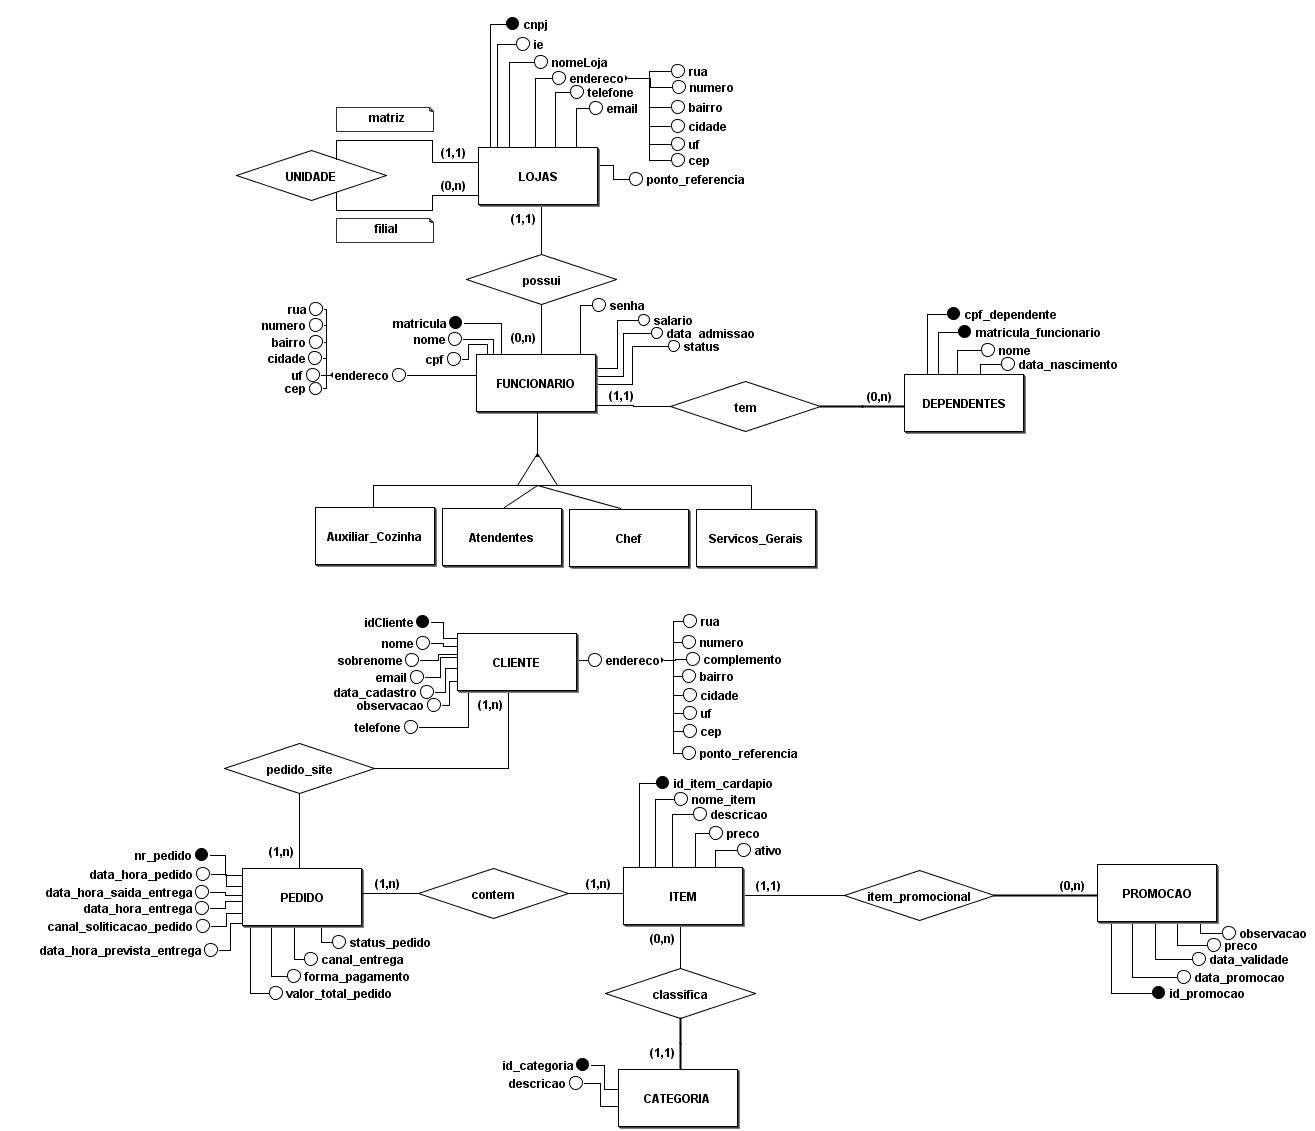 cnpj
ie
nomeLoja
endereco
telefone
email
rua
numero
bairro
cidade
uf
cep
ponto_referencia
matriz
(1,1)
UNIDADE
LOJAS
(0,n)
filial
(1,1)
possui
(0,n)
rua
numero
bairro
cidade
uf
cep
endereco
matricula
nome
cpf
senha
salario
data_admissao
status
FUNCIONARIO
(1,1)
tem
(0,n)
DEPENDENTES
cpf_dependente
matricula_funcionario
nome
data_nascimento
Auxiliar_Cozinha
Atendentes
Chef
Servicos_Gerais
idCliente
nome
sobrenome
email
data_cadastro
observacao
telefone
CLIENTE
(1,n)
endereco
rua
numero
complemento
bairro
cidade
uf
cep
ponto_referencia
pedido_site
(1,n)
nr_pedido
data_hora_pedido
data_hora_saida_entrega
data_hora_entrega
canal_soliticacao_pedido
data_hora_prevista_entrega
PEDIDO
status_pedido
canal_entrega
forma_pagamento
valor_total_pedido
(1,n)
contem
(1,n)
id_item_cardapio
nome_item
descricao
preco
ativo
ITEM
(1,1)
item_promocional
(0,n)
PROMOCAO
observacao
preco
data_validade
data_promocao
id_promocao
(0,n)
classifica
(1,1)
id_categoria
descricao
CATEGORIA